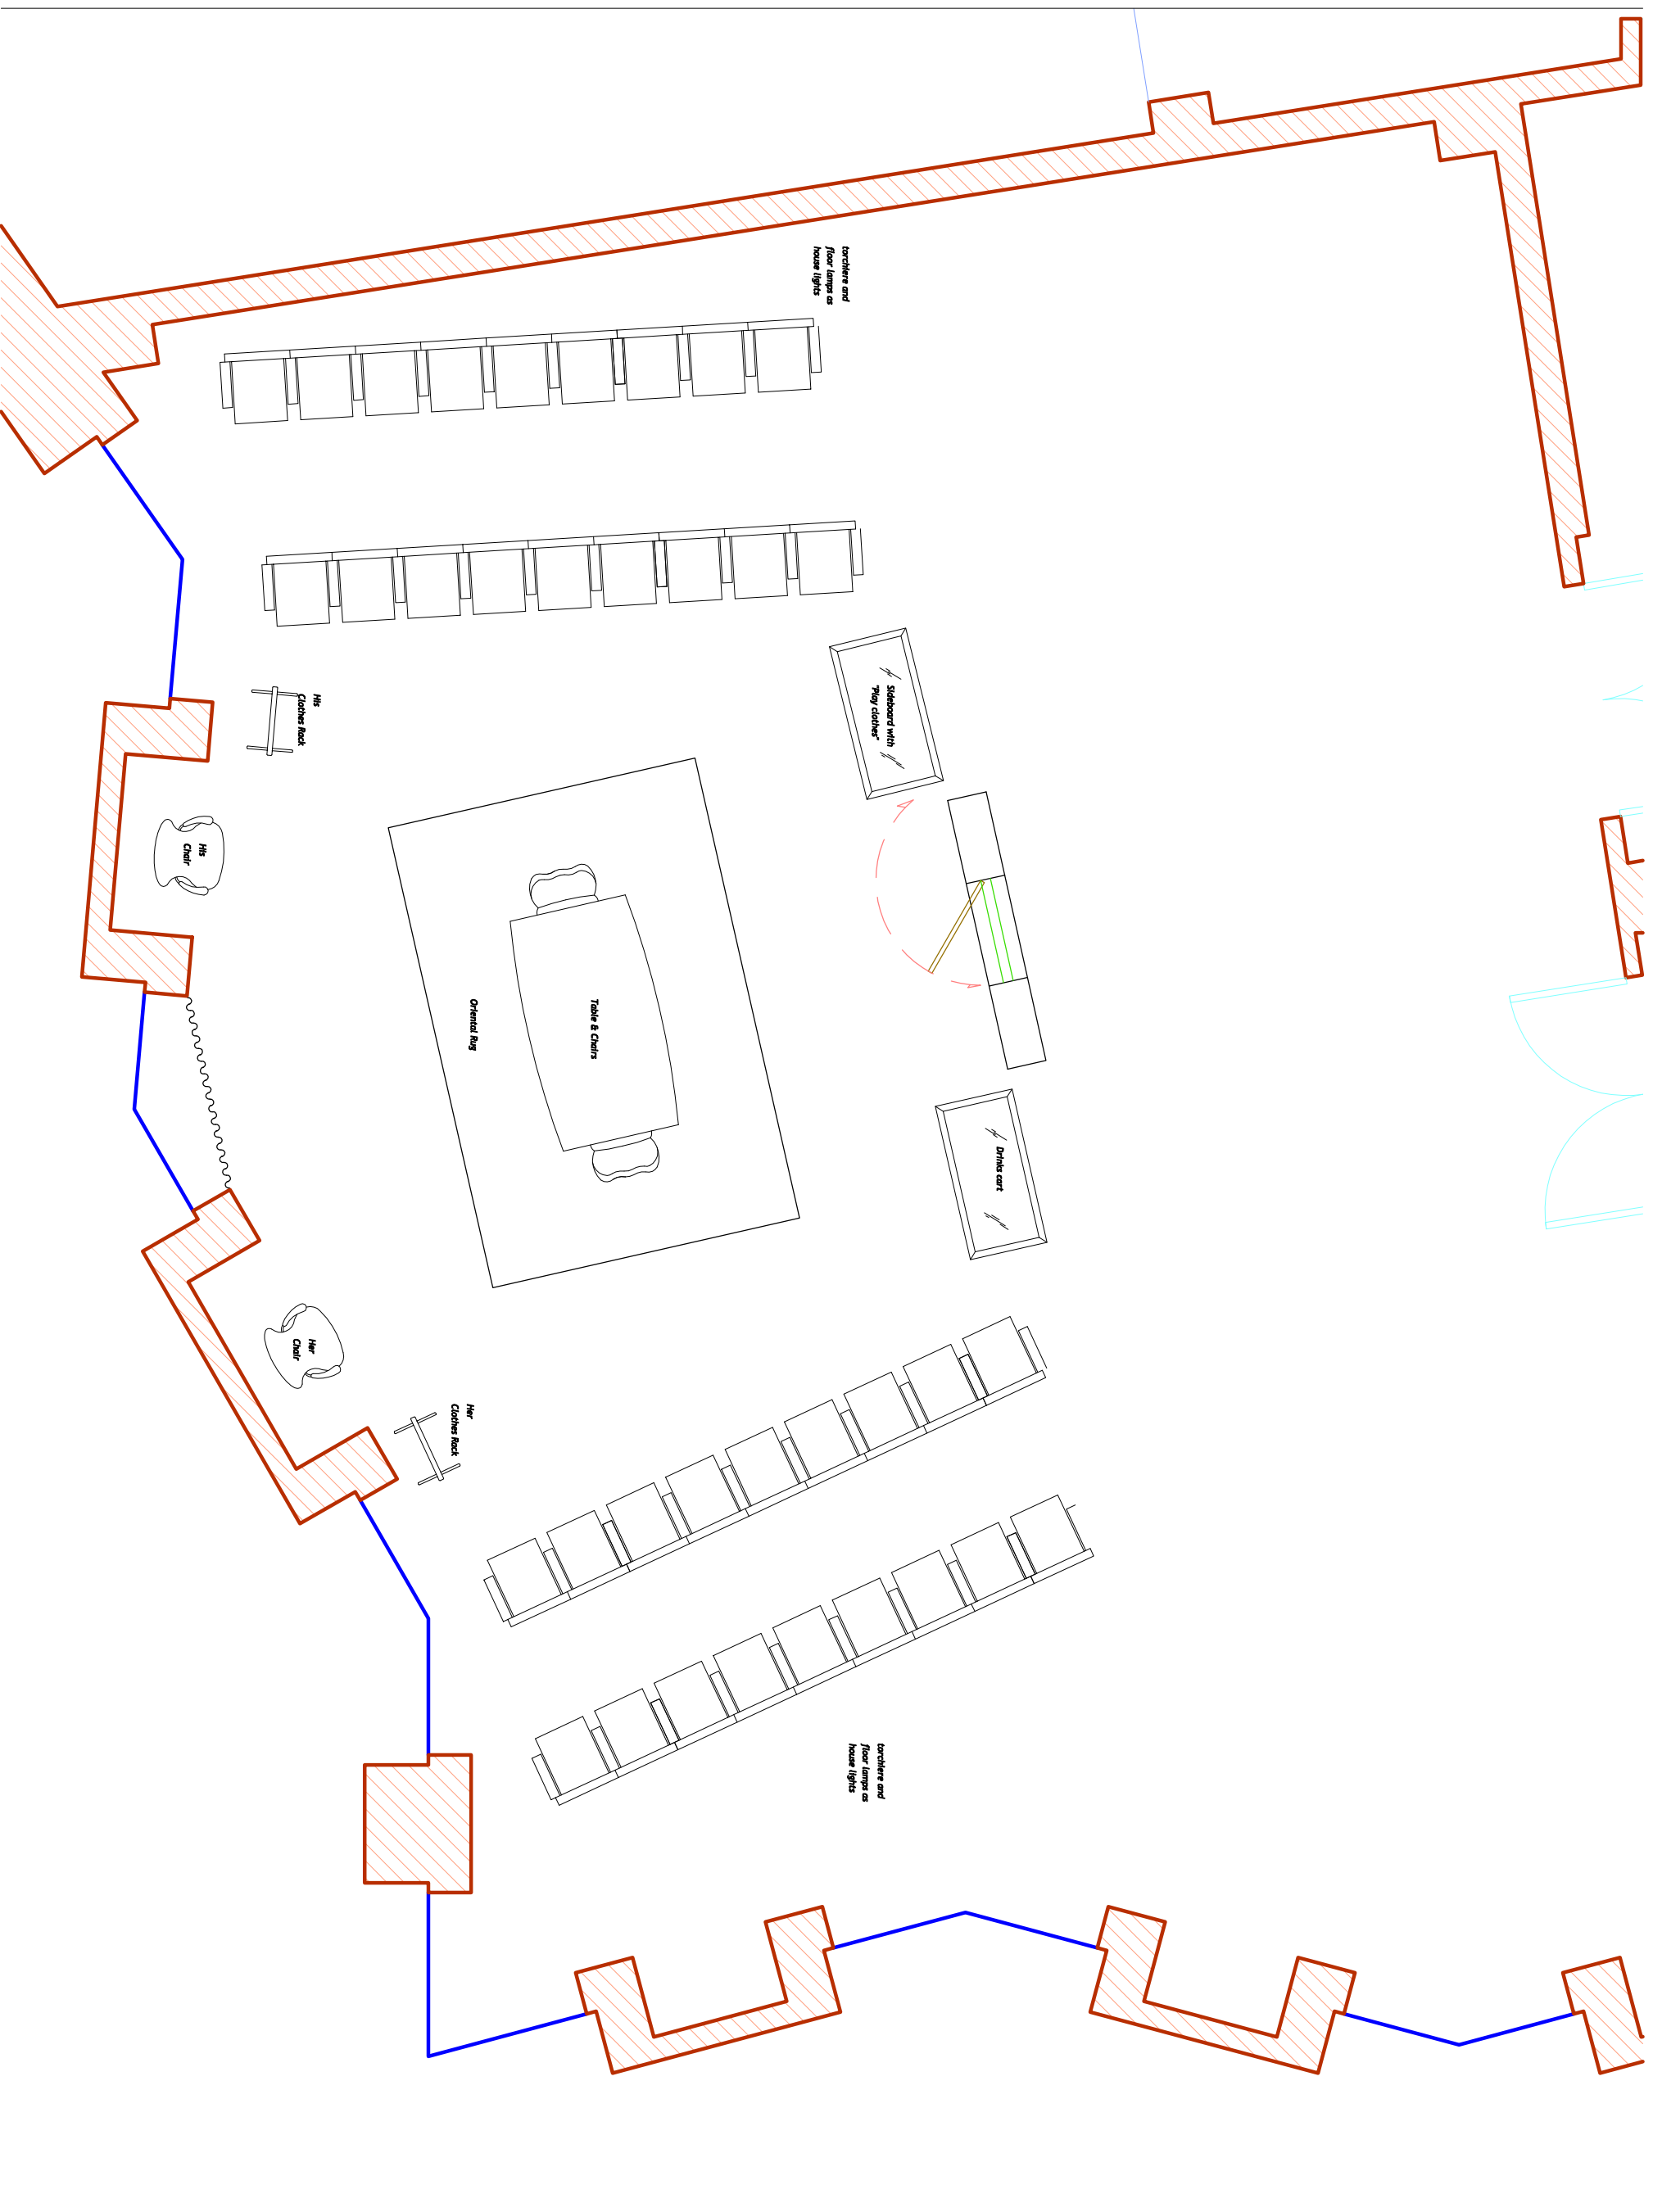 torchiere and
floor lamps as
house lights
His
Clothes Rack
Sideboard with
"Play clothes"
His
Chair
Oriental Rug
Table & Chairs
Drinks cart
Her
Chair
Her
Clothes Rack
torchiere and
floor lamps as
house lights